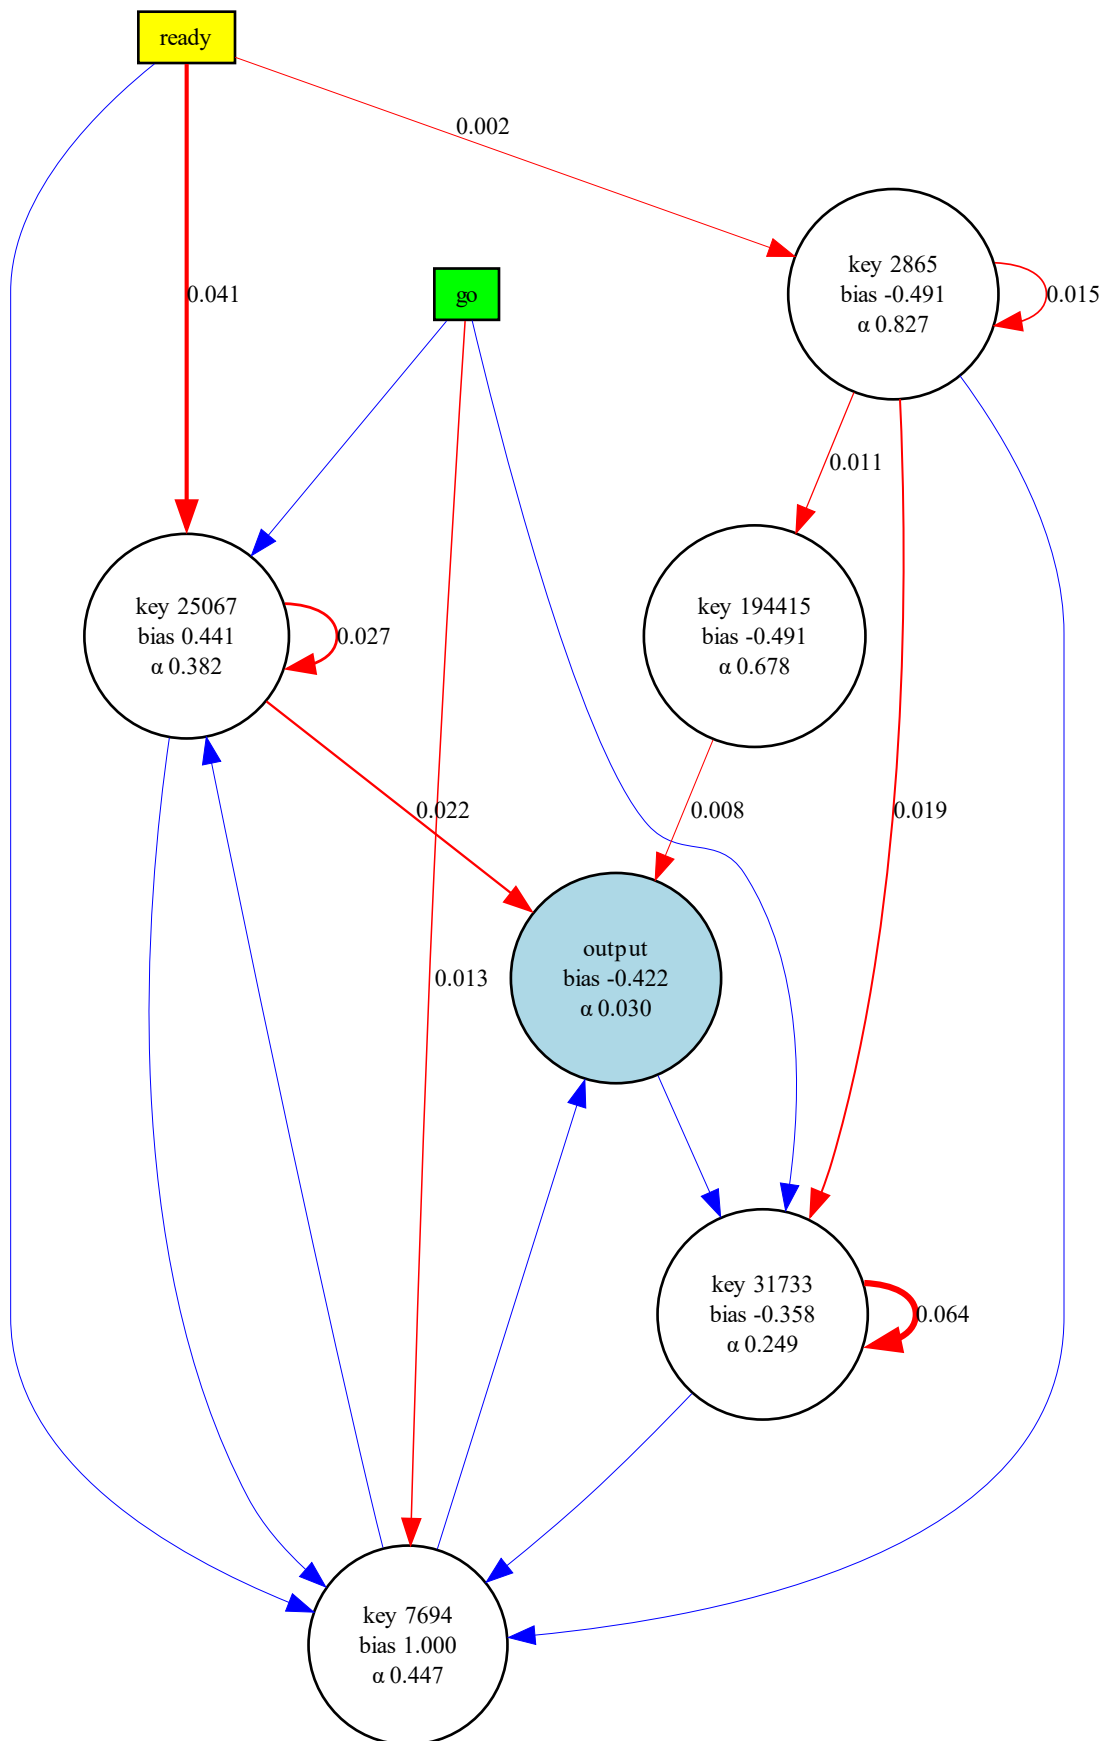 ready
0.002
key 2865
bias -0.491
α 0.827
0.015
0.041
go
0.011
key 25067
bias 0.441
α 0.382
0.027
key 194415
bias -0.491
α 0.678
0.022
0.008
0.019
output
bias -0.422
α 0.030
0.013
key 31733
bias -0.358
α 0.249
0.064
key 7694
bias 1.000
α 0.447